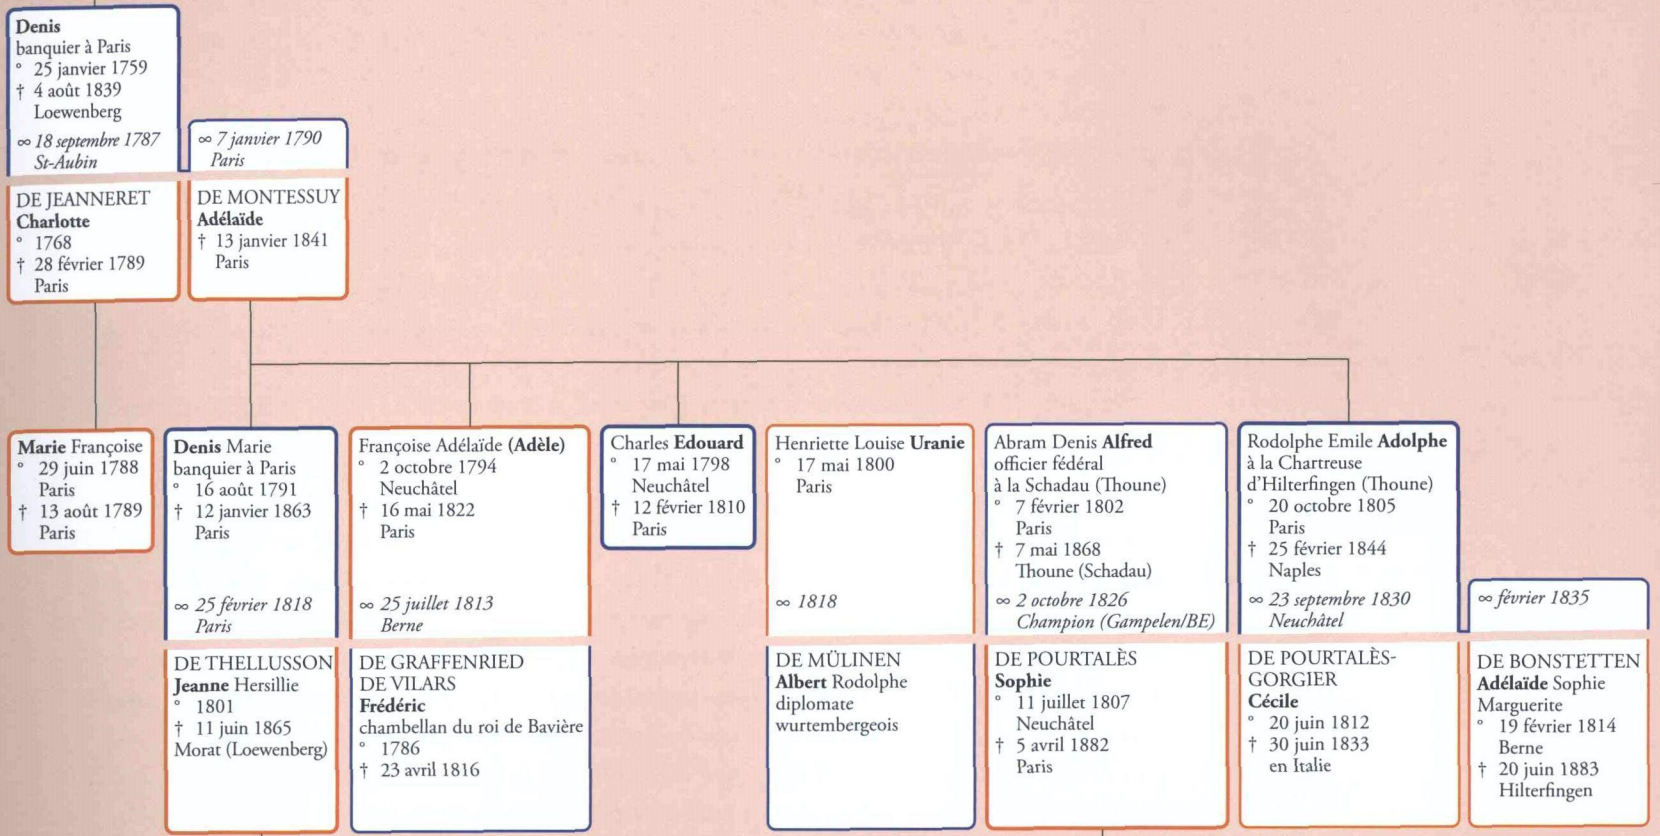 Denis
banquier à Paris
° 25 janvier 1759
† 4 août 1839
Loewenberg
∞ 18 septembre 1787
St-Aubin
∞ 7 janvier 1790
Paris
DE JEANNERET
Charlotte
° 1768
† 28 février 1789
Paris
DE MONTESSUY
Adélaïde
† 13 janvier 1841
Paris
Marie Françoise
° 29 juin 1788
Paris
† 13 août 1789
Paris
Denis Marie
banquier à Paris
° 16 août 1791
† 12 janvier 1863
Paris
∞ 25 février 1818
Paris
DE THELLUSSON
Jeanne Hersillie
° 1801
† 11 juin 1865
Morat (Loewenberg)
Françoise Adélaïde (Adèle)
° 2 octobre 1794
Neuchâtel
† 16 mai 1822
Paris
∞ 25 juillet 1813
Berne
DE GRAFFENRIED
DE VILARS
Frédéric
chambellan du roi de Bavière
° 1786
† 23 avril 1816
Charles Edouard
° 17 mai 1798
Neuchâtel
† 12 février 1810
Paris
Henriette Louise Uranie
° 17 mai 1800
Paris
∞ 1818
DE MÜLINEN
Albert Rodolphe
diplomate
wurtembergeois
Abram Denis Alfred
officier fédéral
à la Schadau (Thoune)
° 7 février 1802
Paris
† 7 mai 1868
Thoune (Schadau)
∞ 2 octobre 1826
Champion (Gampelen/BE)
DE POURTALÈS
Sophie
° 11 juillet 1807
Neuchâtel
† 5 avril 1882
Paris
Rodolphe Emile Adolphe
à la Chartreuse
d'Hilterfingen (Thoune)
° 20 octobre 1805
Paris
† 25 février 1844
Naples
∞ 23 septembre 1830
Neuchâtel
DE POURTALÈS-
GORGIER
Cécile
° 20 juin 1812
† 30 juin 1833
en Italie
∞ février 1835
DE BONSTETTEN
Adélaïde Sophie
Marguerite
° 19 février 1814
Berne
† 20 juin 1883
Hilterfingen